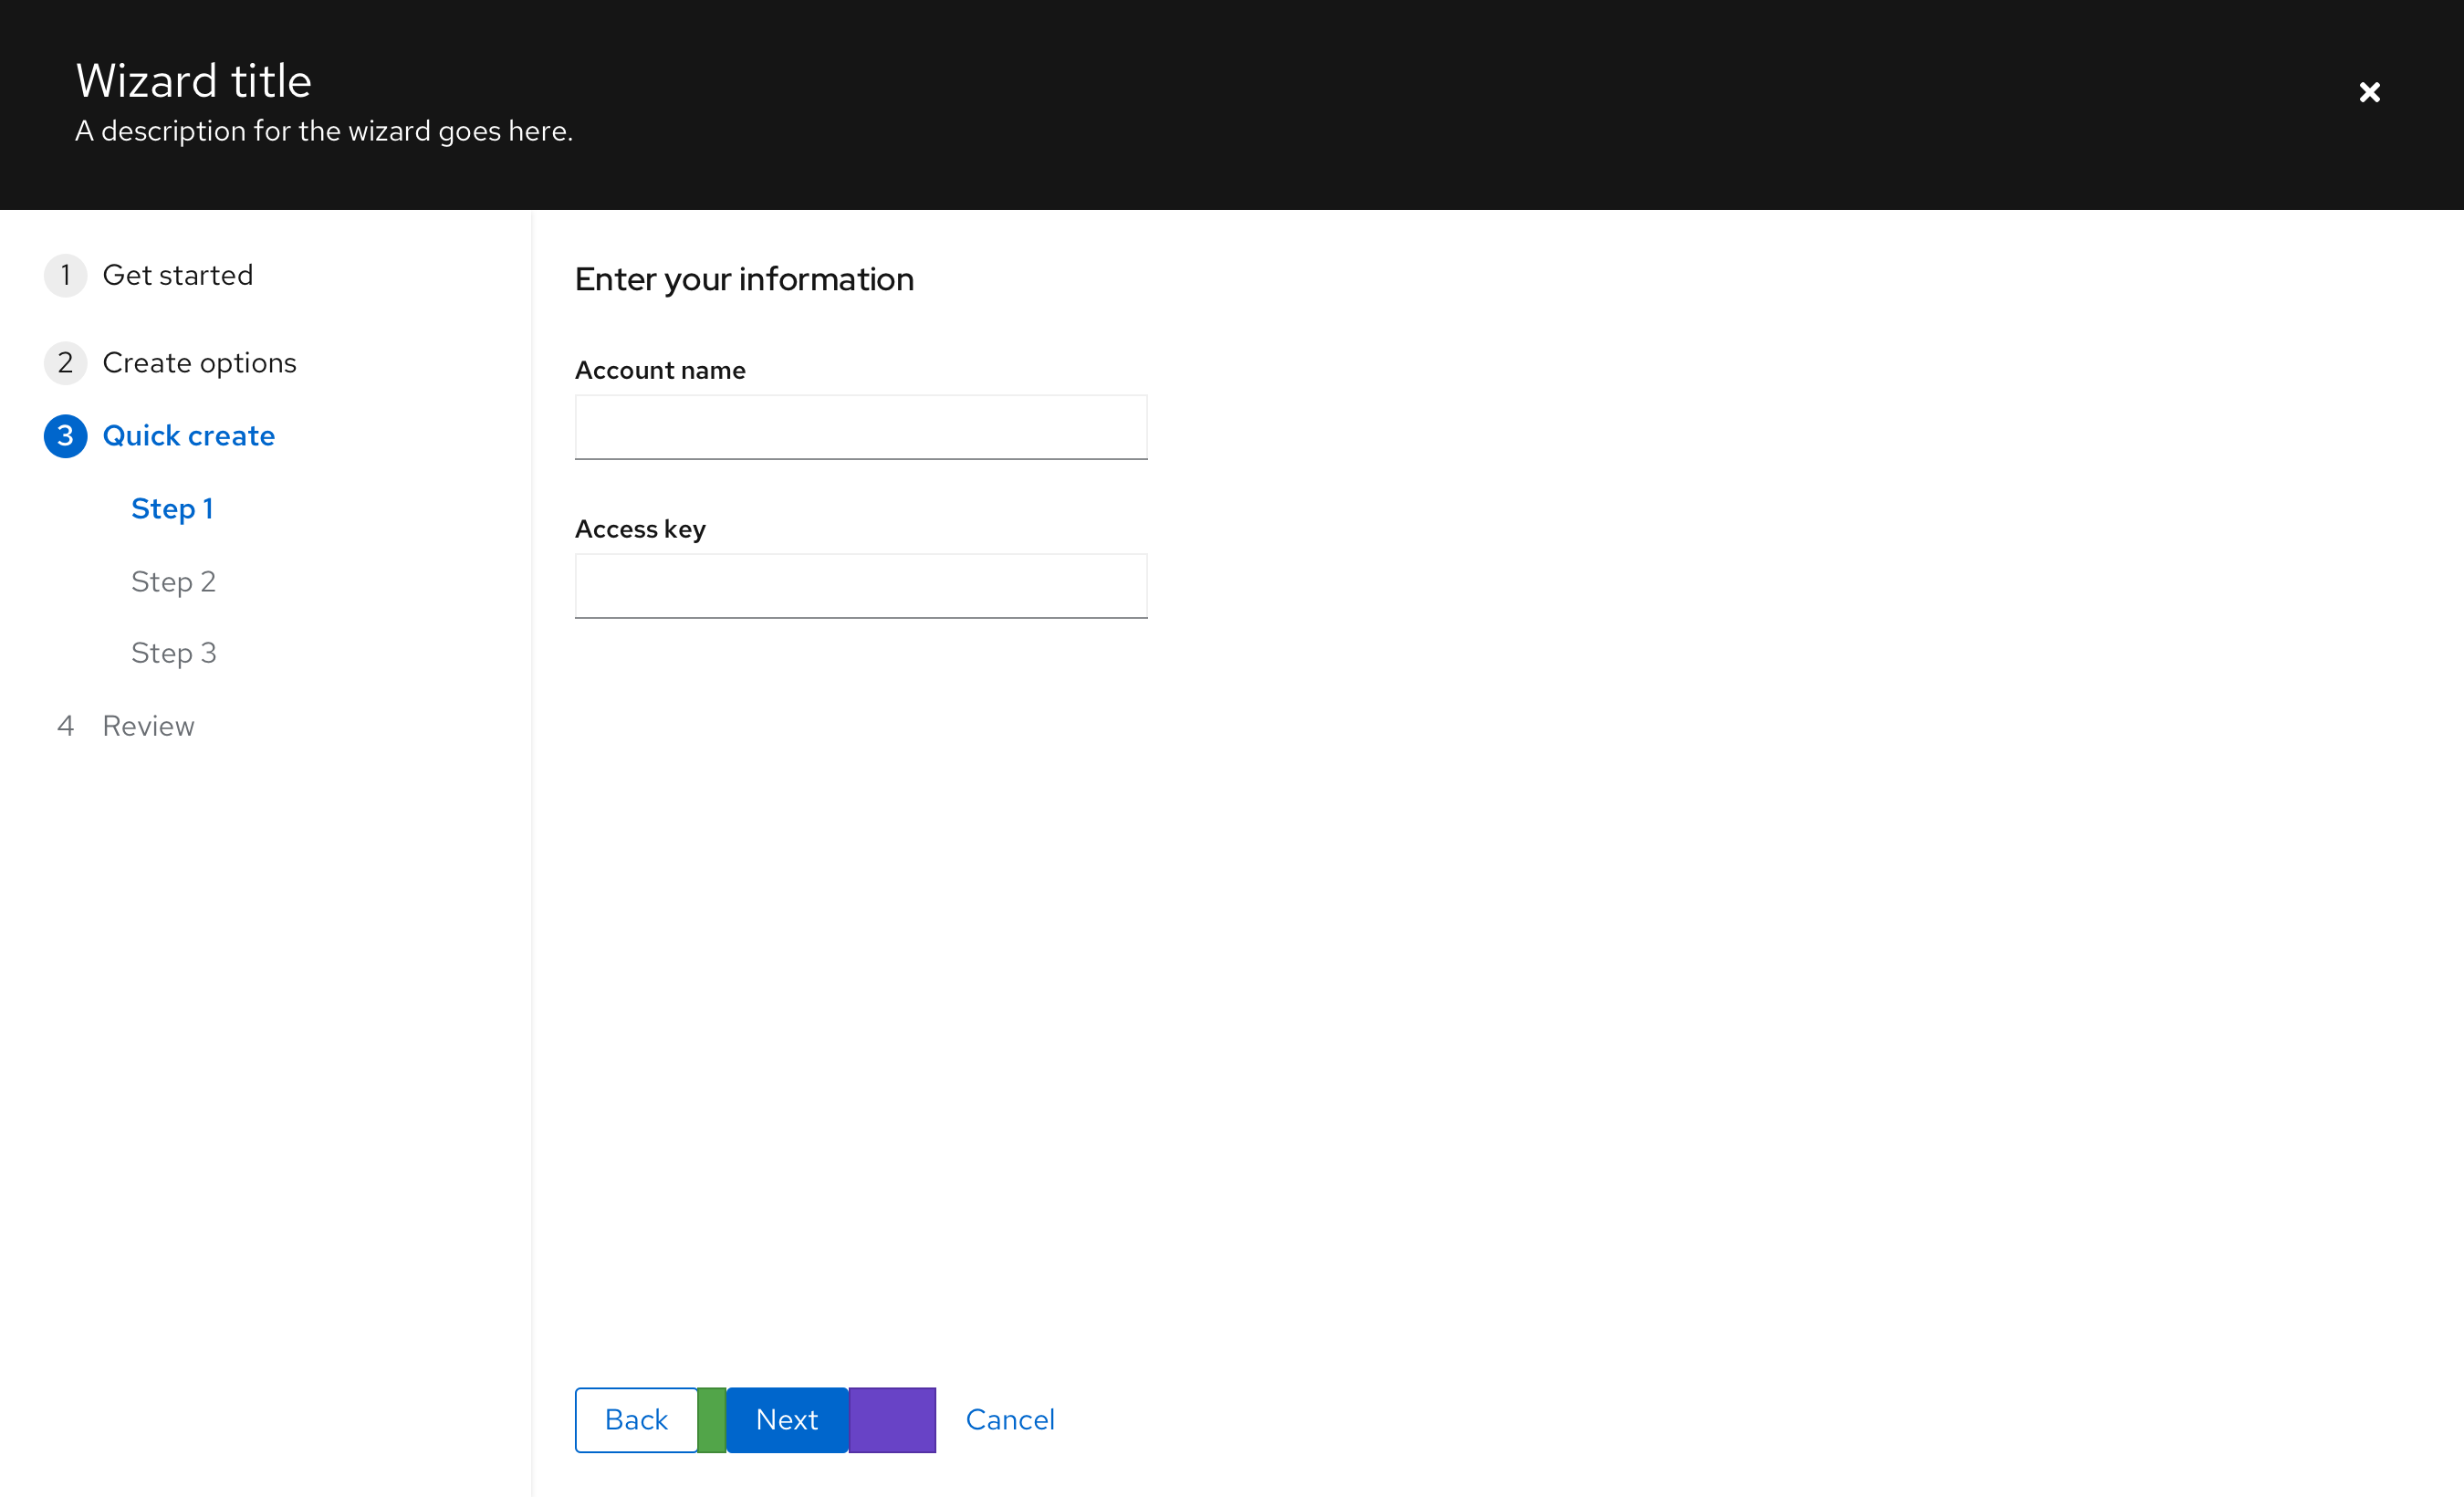 Wizard title
A description for the wizard goes here.
1 Get started
2 Create options
3 Quick create
Step 1
Step 2
Step 3
4 Review
Enter your information
Account name
Access key
Back Next Cancel